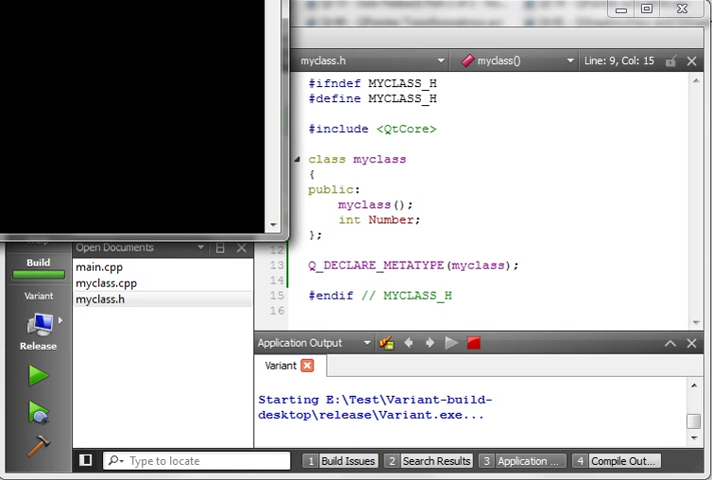 myclass.h
myclass()
Line: 9, Col: 15
#ifndef MYCLASS_H
#define MYCLASS_H
#include <QtCore>
class myclass
{
public:
myclass();
int Number;
};
12
13 Q_DECLARE_METATYPE(myclass);
14
15 #endif // MYCLASS_H
16
Open Documents
main.cpp
myclass.cpp
myclass.h
Build
Variant
Release
Application Output
Variant
Starting E:\Test\Variant-build-
desktop\release\Variant.exe...
Type to locate
1 Build Issues 2 Search Results 3 Application ... 4 Compile Out...